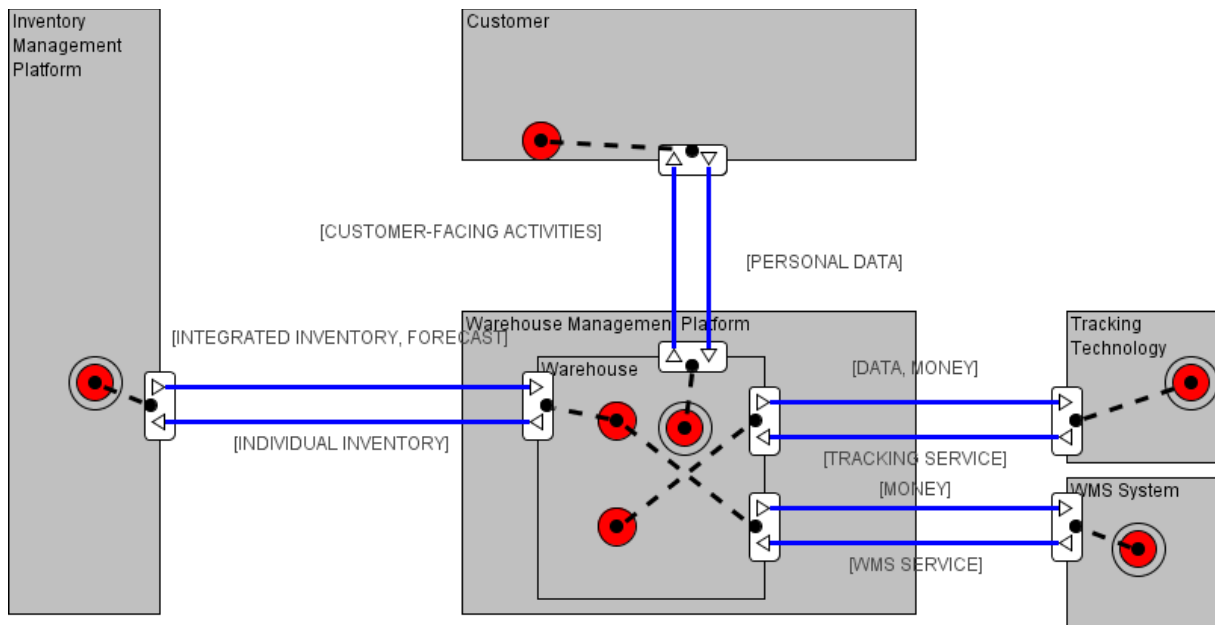 Inventory
Management
Platform
Customer
[CUSTOMER-FACING ACTIVITIES]
[PERSONAL DATA]
[INTEGRATED INVENTORY, FORECAST]
Warehouse Management Platform
Tracking
Technology
Warehouse
[DATA, MONEY]
[INDIVIDUAL INVENTORY]
[TRACKING SERVICE]
[MONEY]
WMS System
[WMS SERVICE]